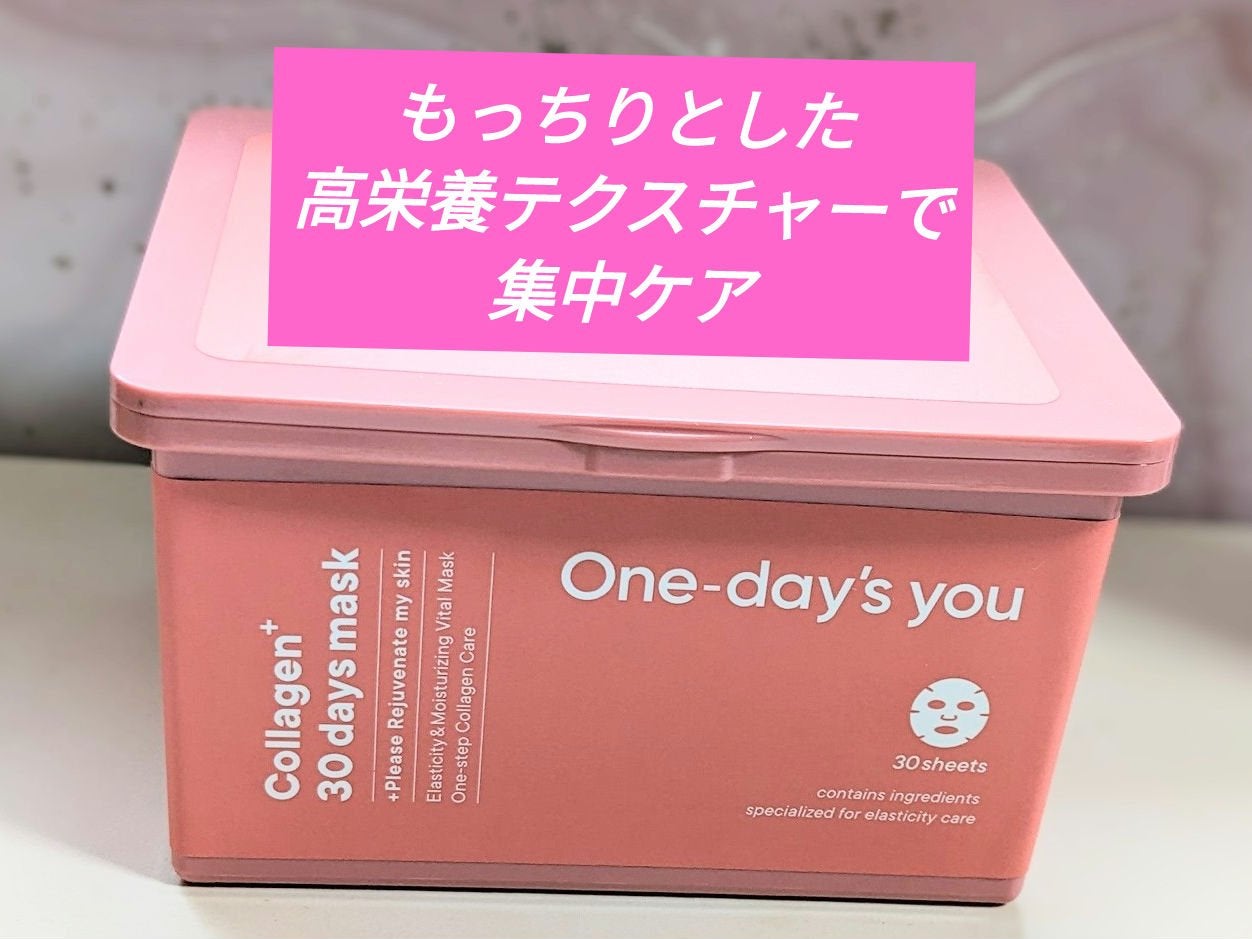 もっちりとした
高栄養テクスチャーで
集中ケア
One-day's you
Collagen+
30 days mask
+Please Rejuvenate my skin
Elasticity&Moisturizing Vital Mask
One-step Collagen Care
30 sheets
contains ingredients
specialized for elasticity care